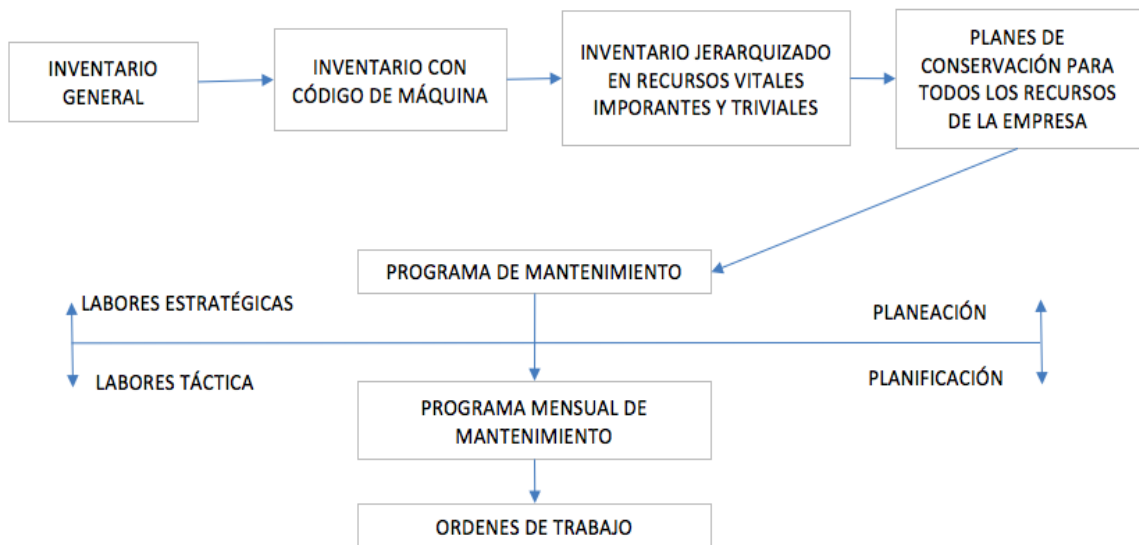 INVENTARIO
GENERAL
INVENTARIO CON
CÓDIGO DE MÁQUINA
INVENTARIO JERARQUIZADO
EN RECURSOS VITALES
IMPORANTES Y TRIVIALES
PLANES DE
CONSERVACIÓN PARA
TODOS LOS RECURSOS
DE LA EMPRESA
PROGRAMA DE MANTENIMIENTO
LABORES ESTRATÉGICAS
PLANEACIÓN
LABORES TÁCTICA
PLANIFICACIÓN
PROGRAMA MENSUAL DE
MANTENIMIENTO
ORDENES DE TRABAJO